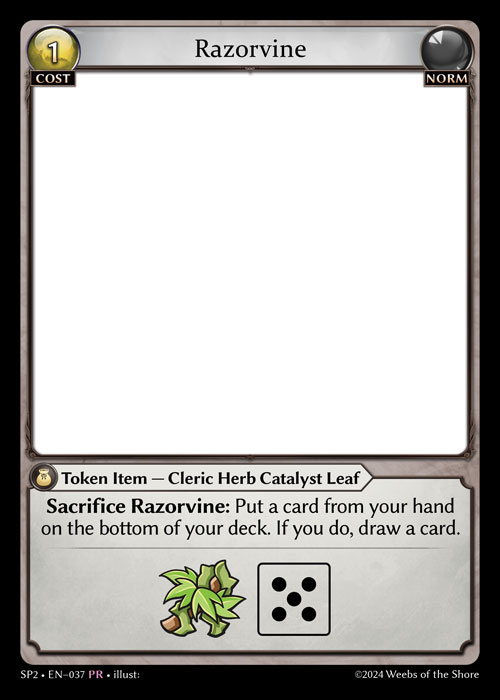 1
Razorvine
COST
NORM
Token Item — Cleric Herb Catalyst Leaf
Sacrifice Razorvine: Put a card from your hand
on the bottom of your deck. If you do, draw a card.
SP2 • EN–037 PR • illust:
©2024 Weebs of the Shore